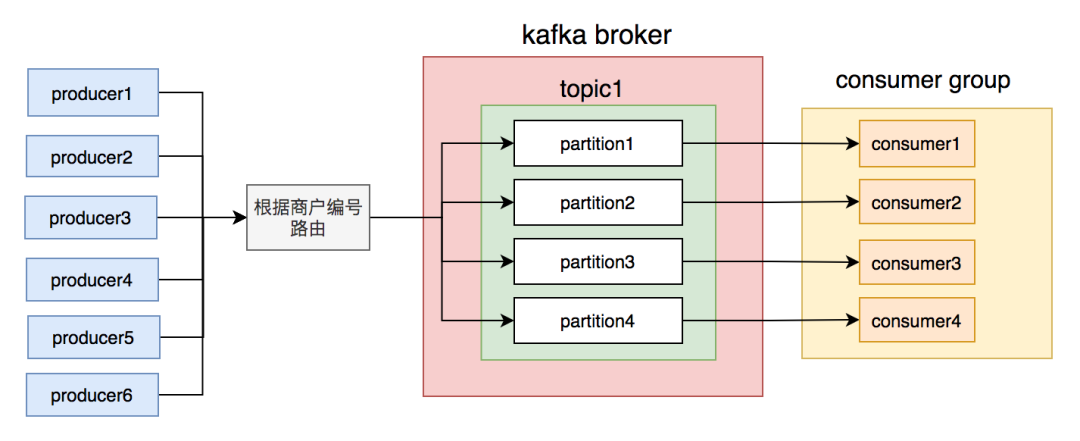 producer1
producer2
producer3
producer4
producer5
producer6
根据商户编号
路由
kafka broker
topic1
partition1
partition2
partition3
partition4
consumer group
consumer1
consumer2
consumer3
consumer4